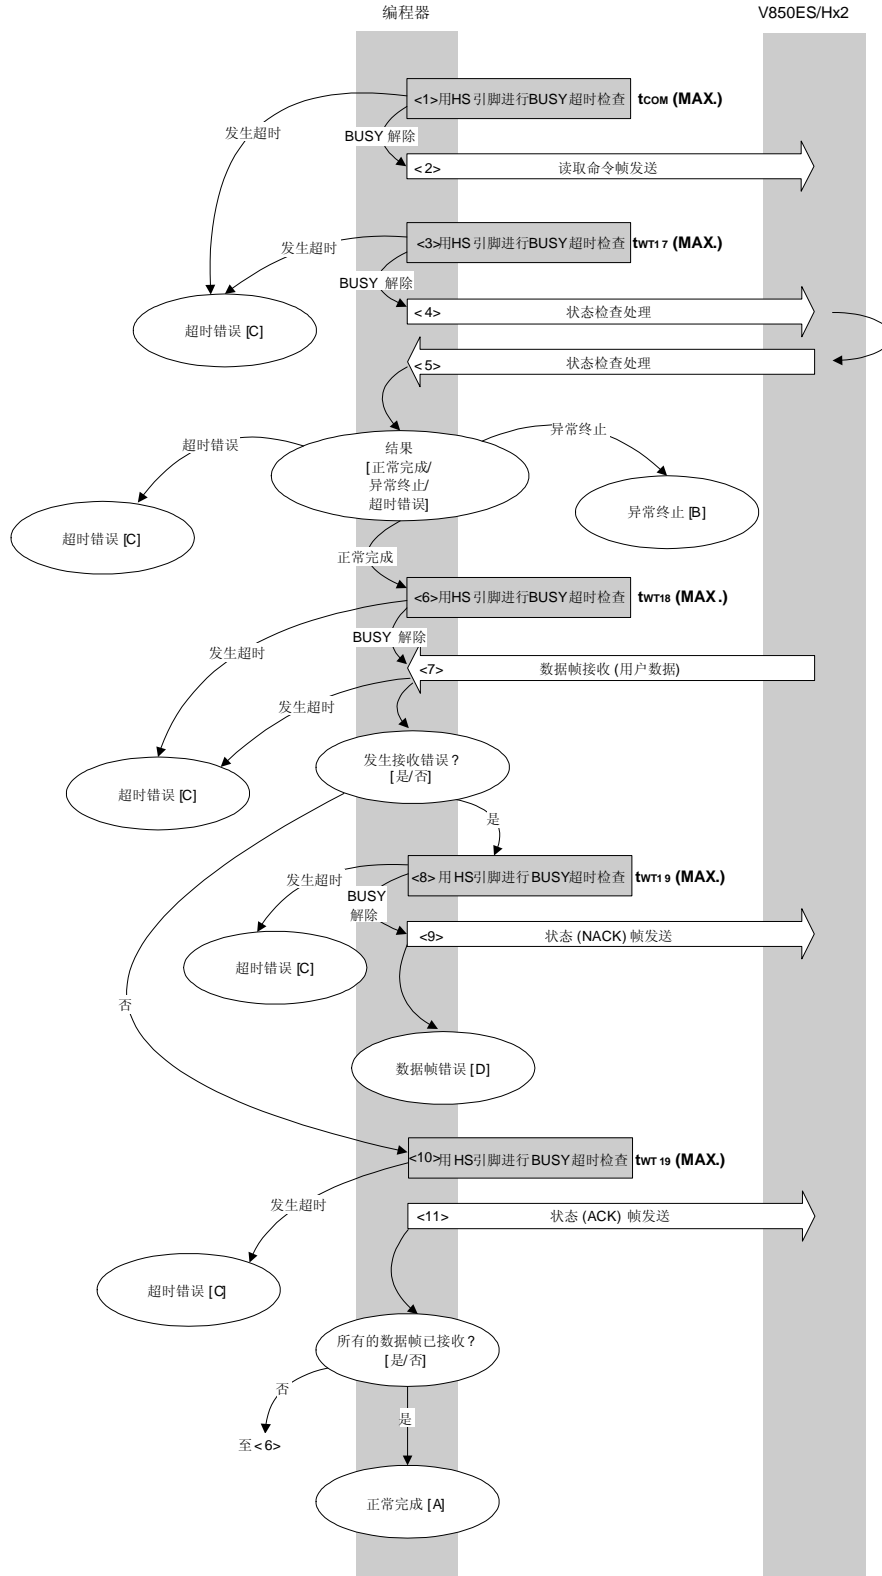 编程器
V850ES/Hx2
<1>用HS引脚进行BUSY超时检查 tCOM (MAX.)
发生超时
BUSY 解除
<2> 读取命令帧发送
<3>用HS引脚进行BUSY超时检查 tWT17 (MAX.)
发生超时
BUSY 解除
<4> 状态检查处理
超时错误 [C]
<5> 状态检查处理
异常终止
超时错误
结果
[正常完成/
异常终止/
超时错误]
异常终止 [B]
超时错误 [C]
正常完成
<6>用HS引脚进行BUSY超时检查 tWT18 (MAX.)
BUSY 解除
发生超时
<7> 数据帧接收 (用户数据)
发生超时
发生接收错误?
[是/否]
超时错误 [C]
是
<8>用HS引脚进行BUSY超时检查 tWT19 (MAX.)
发生超时
BUSY
解除
<9> 状态 (NACK) 帧发送
超时错误 [C]
否
数据帧错误 [D]
<10>用HS引脚进行BUSY超时检查 tWT19 (MAX.)
发生超时
<11> 状态 (ACK) 帧发送
超时错误 [C]
所有的数据帧已接收?
[是/否]
否
是
至<6>
正常完成 [A]